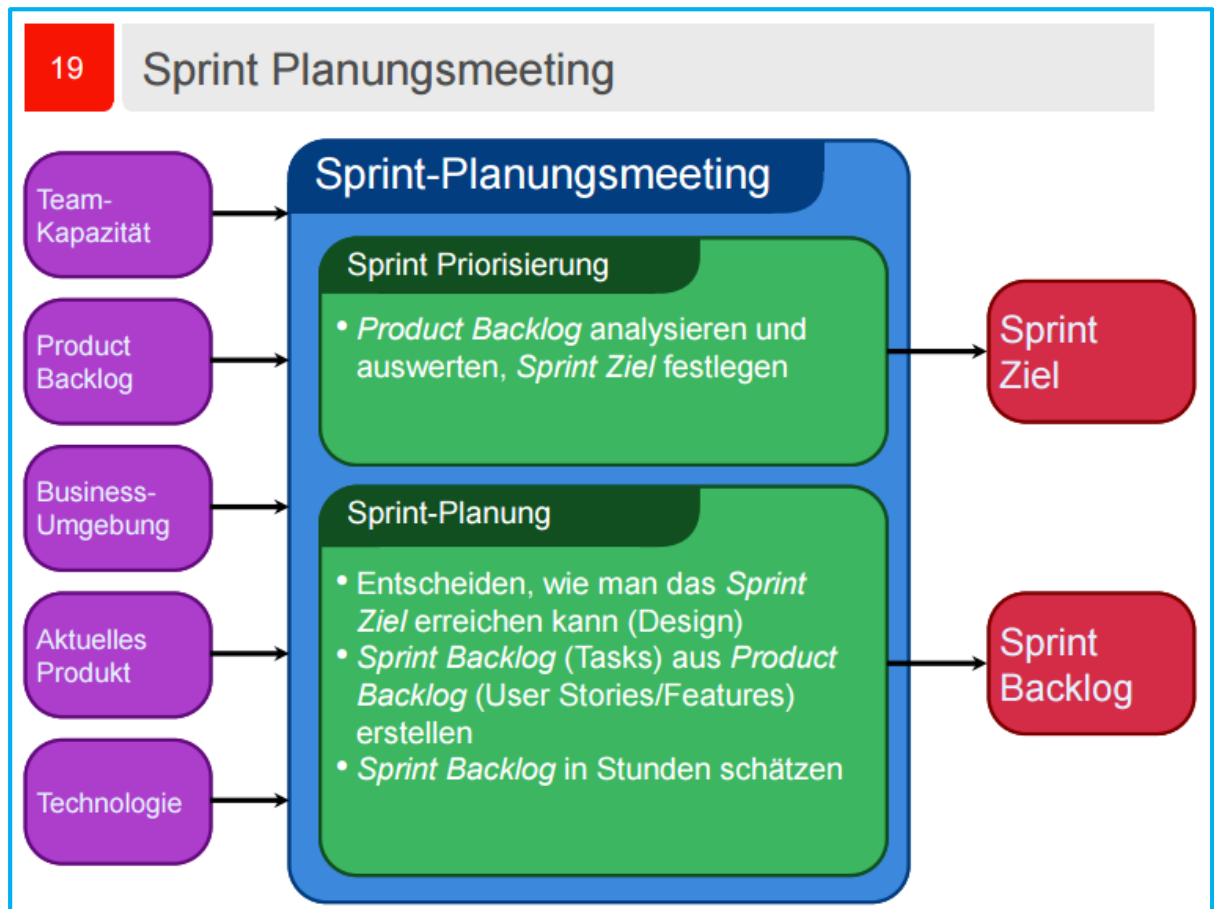 19
Sprint Planungsmeeting
Team-
Kapazität
Product
Backlog
Business-
Umgebung
Aktuelles
Produkt
Technologie
Sprint-Planungsmeeting
Sprint Priorisierung
• Product Backlog analysieren und
auswerten, Sprint Ziel festlegen
Sprint-Planung
• Entscheiden, wie man das Sprint
Ziel erreichen kann (Design)
• Sprint Backlog (Tasks) aus Product
Backlog (User Stories/Features)
erstellen
• Sprint Backlog in Stunden schätzen
Sprint
Ziel
Sprint
Backlog